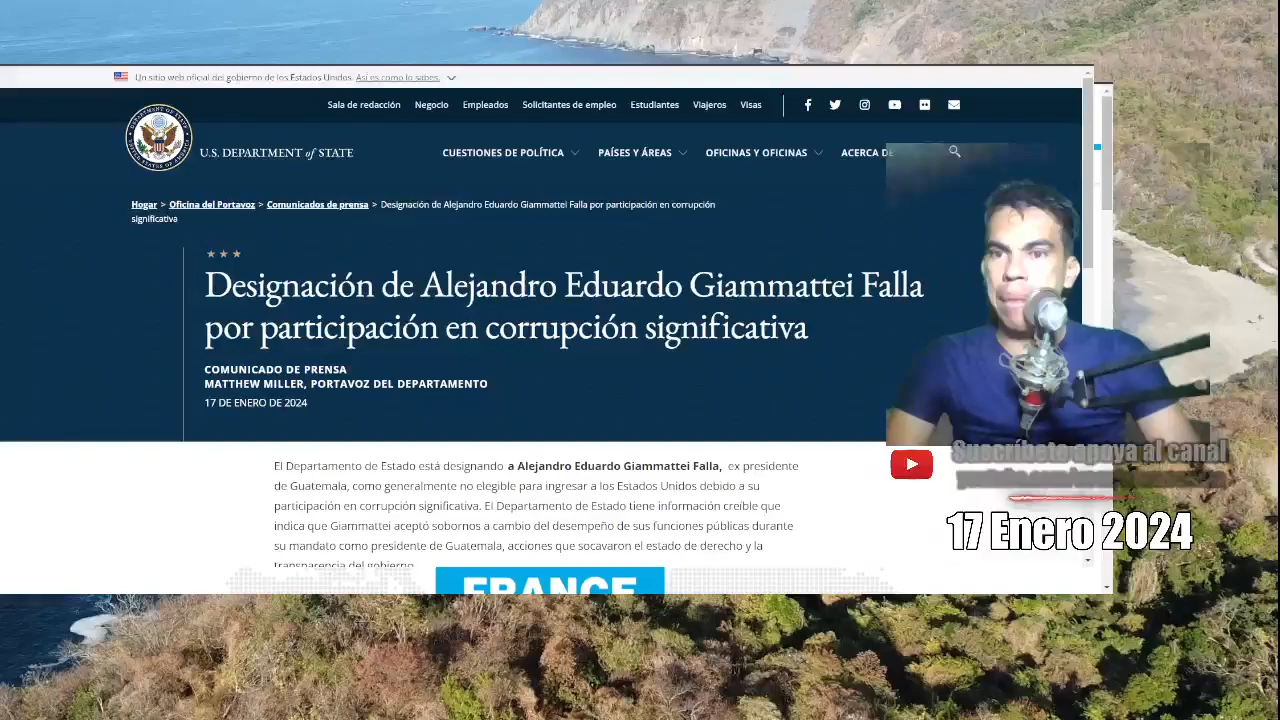 Un sitio web oficial del gobierno de los Estados Unidos. Así es como lo sabes.
Sala de redacción Negocio Empleados Solicitantes de empleo Estudiantes Viajeros Visas
U.S. DEPARTMENT of STATE
CUESTIONES DE POLÍTICA PAÍSES Y ÁREAS OFICINAS Y OFICINAS ACERCA DE
Hogar > Oficina del Portavoz > Comunicados de prensa > Designación de Alejandro Eduardo Giammattei Falla por participación en corrupción
significativa
Designación de Alejandro Eduardo Giammattei Falla
por participación en corrupción significativa
COMUNICADO DE PRENSA
MATTHEW MILLER, PORTAVOZ DEL DEPARTAMENTO
17 DE ENERO DE 2024
El Departamento de Estado está designando a Alejandro Eduardo Giammattei Falla, ex presidente
de Guatemala, como generalmente no elegible para ingresar a los Estados Unidos debido a su
participación en corrupción significativa. El Departamento de Estado tiene información creíble que
indica que Giammattei aceptó sobornos a cambio del desempeño de sus funciones públicas durante
su mandato como presidente de Guatemala, acciones que socavaron el estado de derecho y la
transparencia del gobierno.
Suscríbete apoya al canal
17 Enero 2024
FRANCE